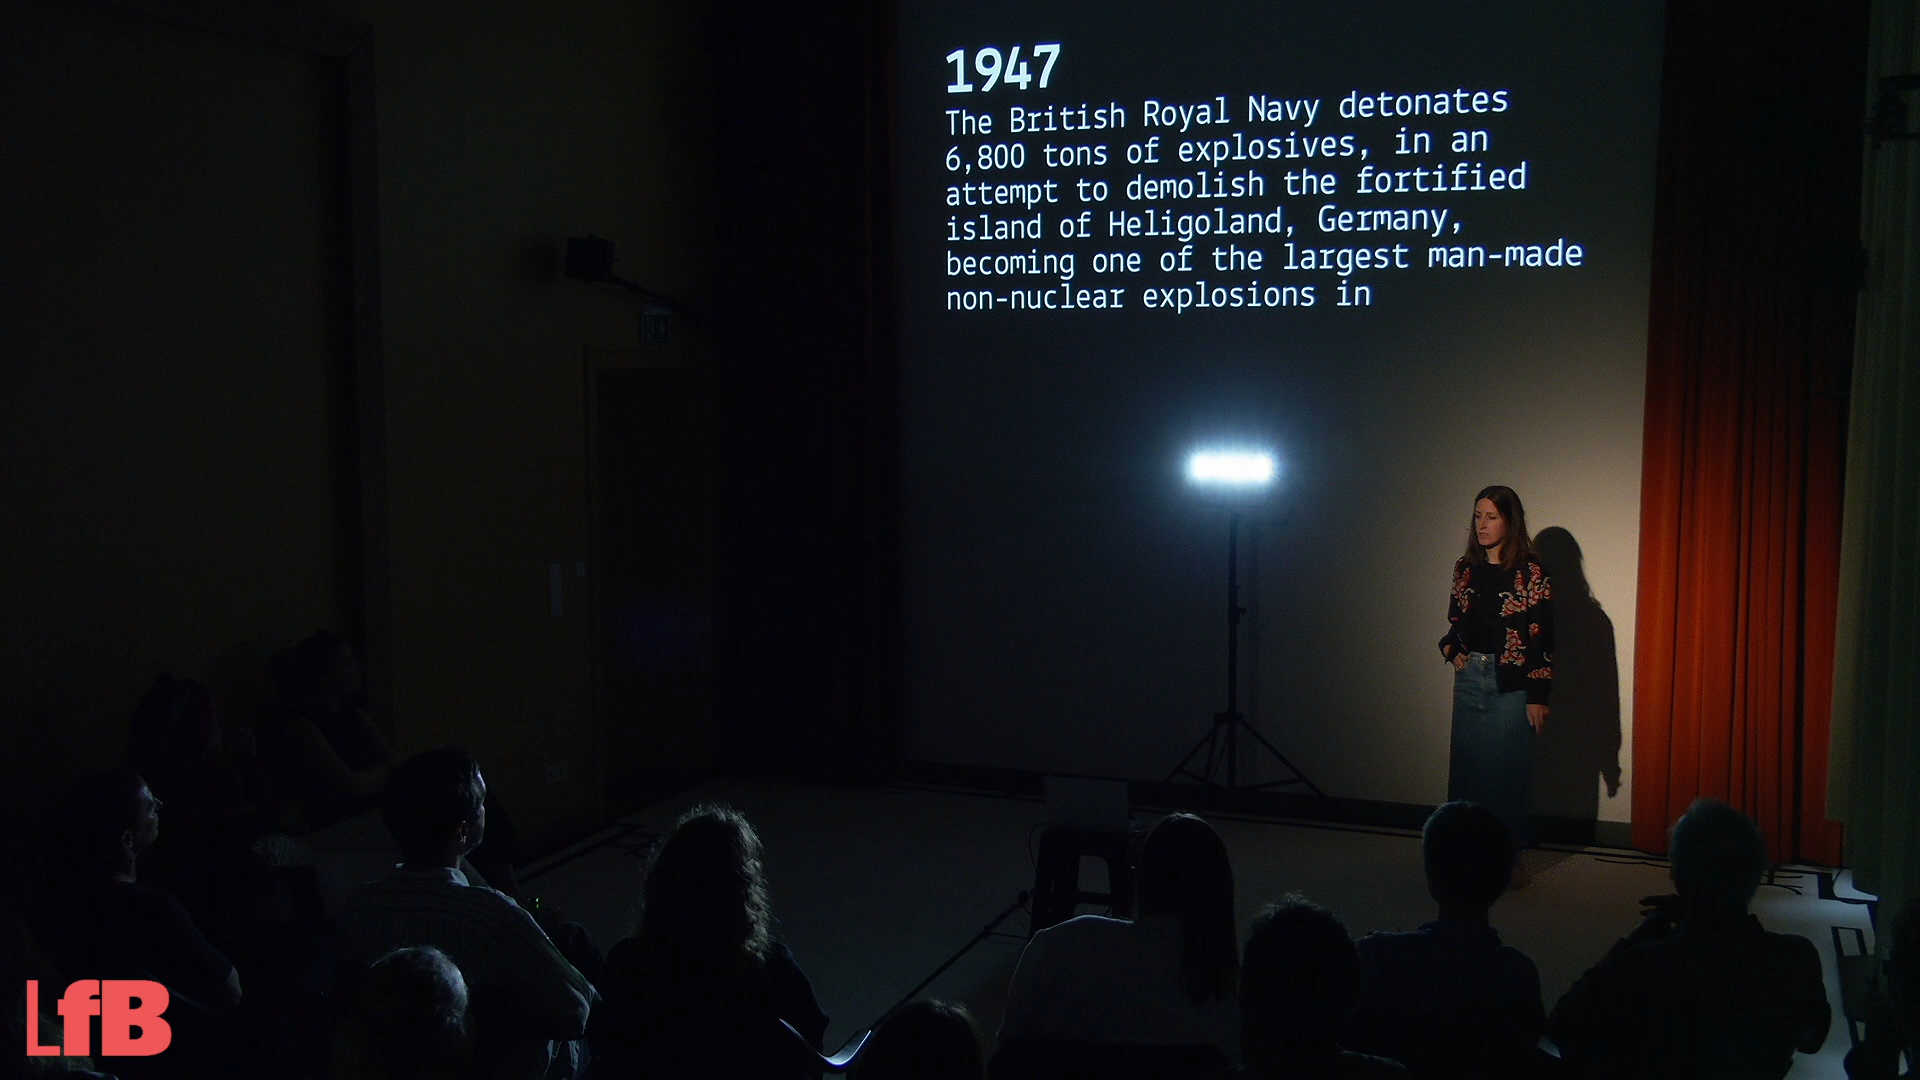 1947
The British Royal Navy detonates
6,800 tons of explosives, in an
attempt to demolish the fortified
island of Heligoland, Germany,
becoming one of the largest man-made
non-nuclear explosions in
LfB